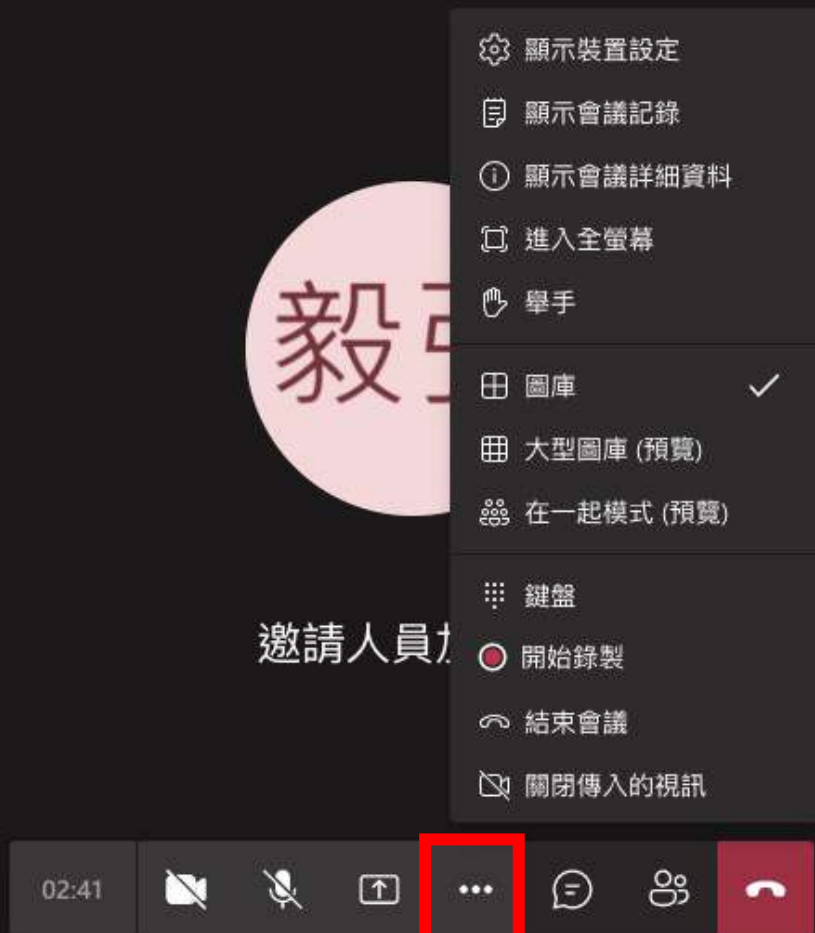 顯示裝置設定
顯示會議記錄
顯示會議詳細資料
進入全螢幕
舉手
毅
圖庫
大型圖庫 (預覽)
在一起模式 (預覽)
鍵盤
邀請人員
開始錄製
結束會議
關閉傳入的視訊
02:41